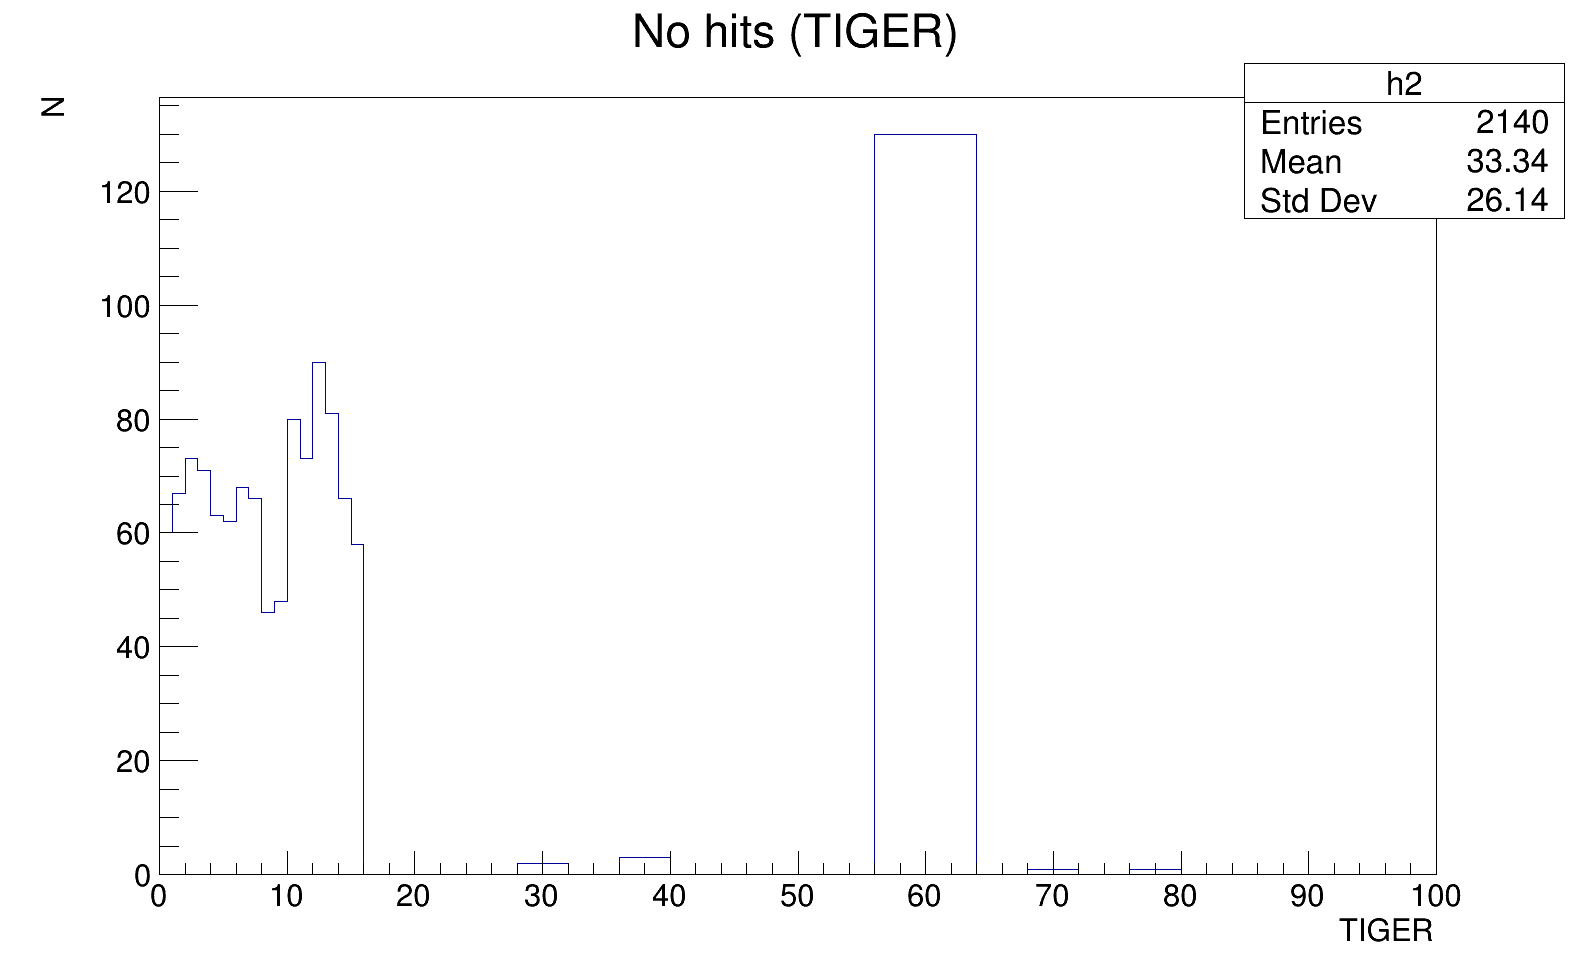 No hits (TIGER)
h2
Entries 2140
Mean 33.34
Std Dev 26.14
N
120
100
80
60
40
20
0
0 10 20 30 40 50 60 70 80 90 100
TIGER